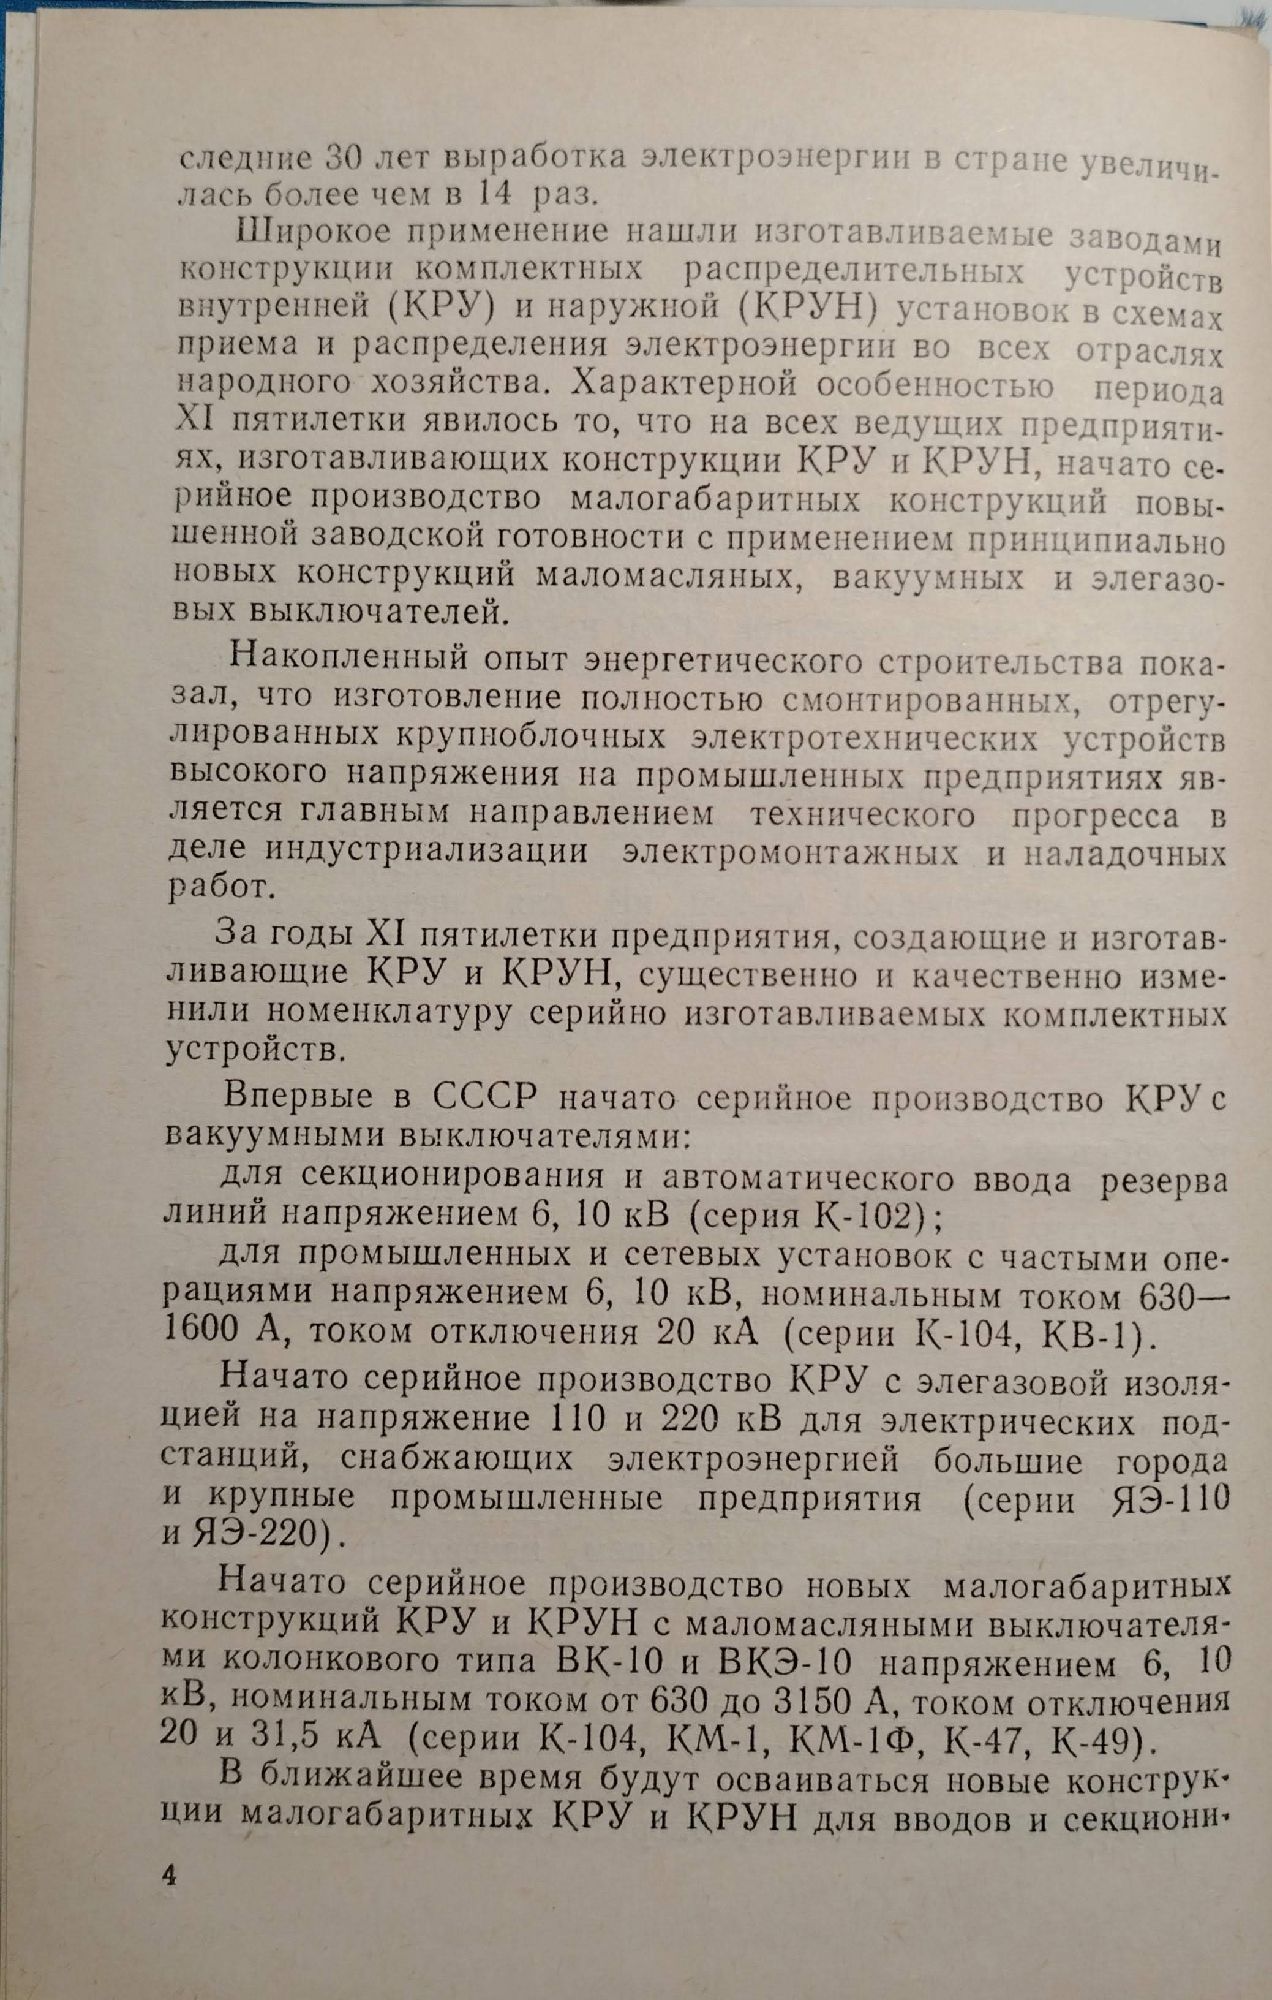 следние 30 лет выработка электроэнергии в стране увеличи-
лась более чем в 14 раз.
Широкое применение нашли изготавливаемые заводами
конструкции комплектных распределительных устройств
внутренней (КРУ) и наружной (КРУН) установок в схемах
приема и распределения электроэнергии во всех отраслях
народного хозяйства. Характерной особенностью периода
XI пятилетки явилось то, что на всех ведущих предприяти-
ях, изготавливающих конструкции КРУ и КРУН, начато се-
рийное производство малогабаритных конструкций повы-
шенной заводской готовности с применением принципиально
новых конструкций маломасляных, вакуумных и элегазо-
вых выключателей.
Накопленный опыт энергетического строительства пока-
зал, что изготовление полностью смонтированных, отрегу-
лированных крупноблочных электротехнических устройств
высокого напряжения на промышленных предприятиях яв-
ляется главным направлением технического прогресса в
деле индустриализации электромонтажных и наладочных
работ.
За годы XI пятилетки предприятия, создающие и изготав-
ливающие КРУ и КРУН, существенно и качественно изме-
нили номенклатуру серийно изготавливаемых комплектных
устройств.
Впервые в СССР начато серийное производство КРУ с
вакуумными выключателями:
для секционирования и автоматического ввода резерва
линий напряжением 6, 10 кВ (серия К-102);
для промышленных и сетевых установок с частыми опе-
рациями напряжением 6, 10 кВ, номинальным током 630—
1600 А, током отключения 20 кА (серии К-104, КВ-1).
Начато серийное производство КРУ с элегазовой изоля-
цией на напряжение 110 и 220 кВ для электрических под-
станций, снабжающих электроэнергией большие города
и крупные промышленные предприятия (серии ЯЭ-110
и ЯЭ-220).
Начато серийное производство новых малогабаритных
конструкций КРУ и КРУН с маломасляными выключателя-
ми колонкового типа ВК-10 и ВКЭ-10 напряжением 6, 10
кВ, номинальным током от 630 до 3150 А, током отключения
20 и 31,5 кА (серии К-104, КМ-1, КМ-1Ф, К-47, К-49).
В ближайшее время будут осваиваться новые конструк-
ции малогабаритных КРУ и КРУН для вводов и секциони-
4